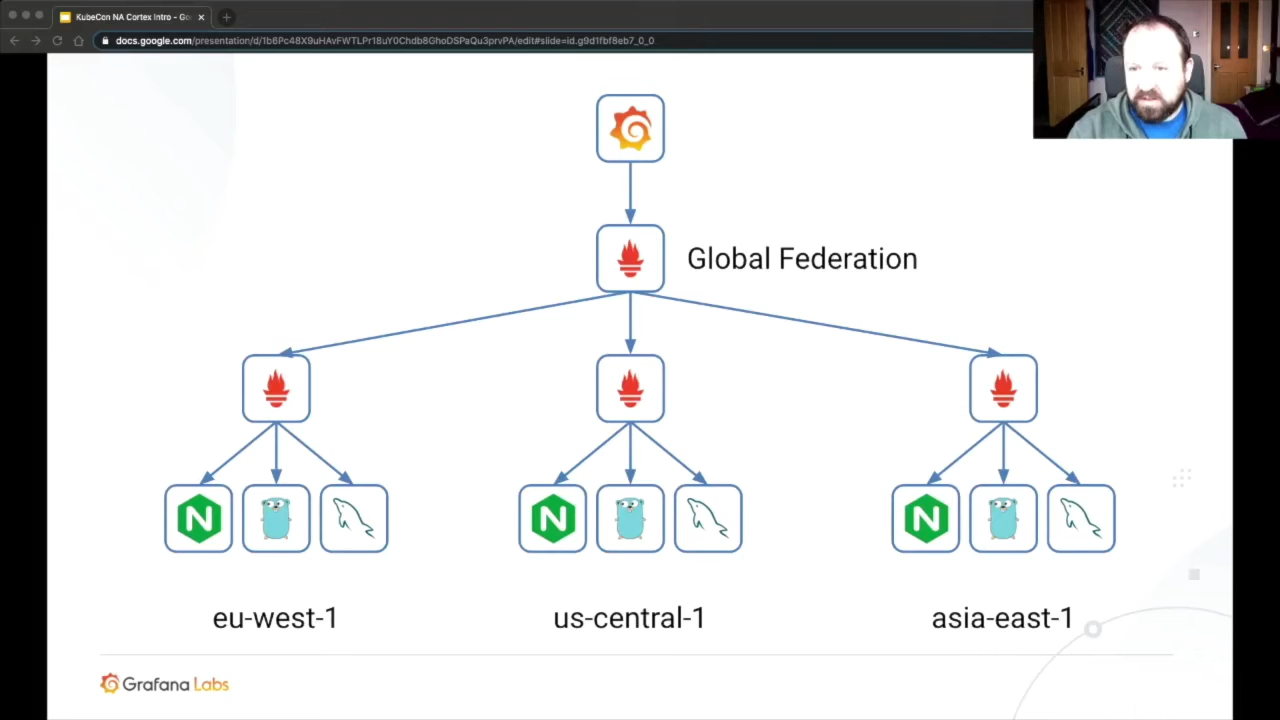 KubeCon NA Cortex Intro - Go
docs.google.com/presentation/d/1b6Pc48X9uHAvFWTLPr18uY0Chdb8GhoDSPaQu3prvPA/edit#slide=id.g9d1fbf8eb7_0_0
Global Federation
N N N
eu-west-1 us-central-1 asia-east-1
Grafana Labs